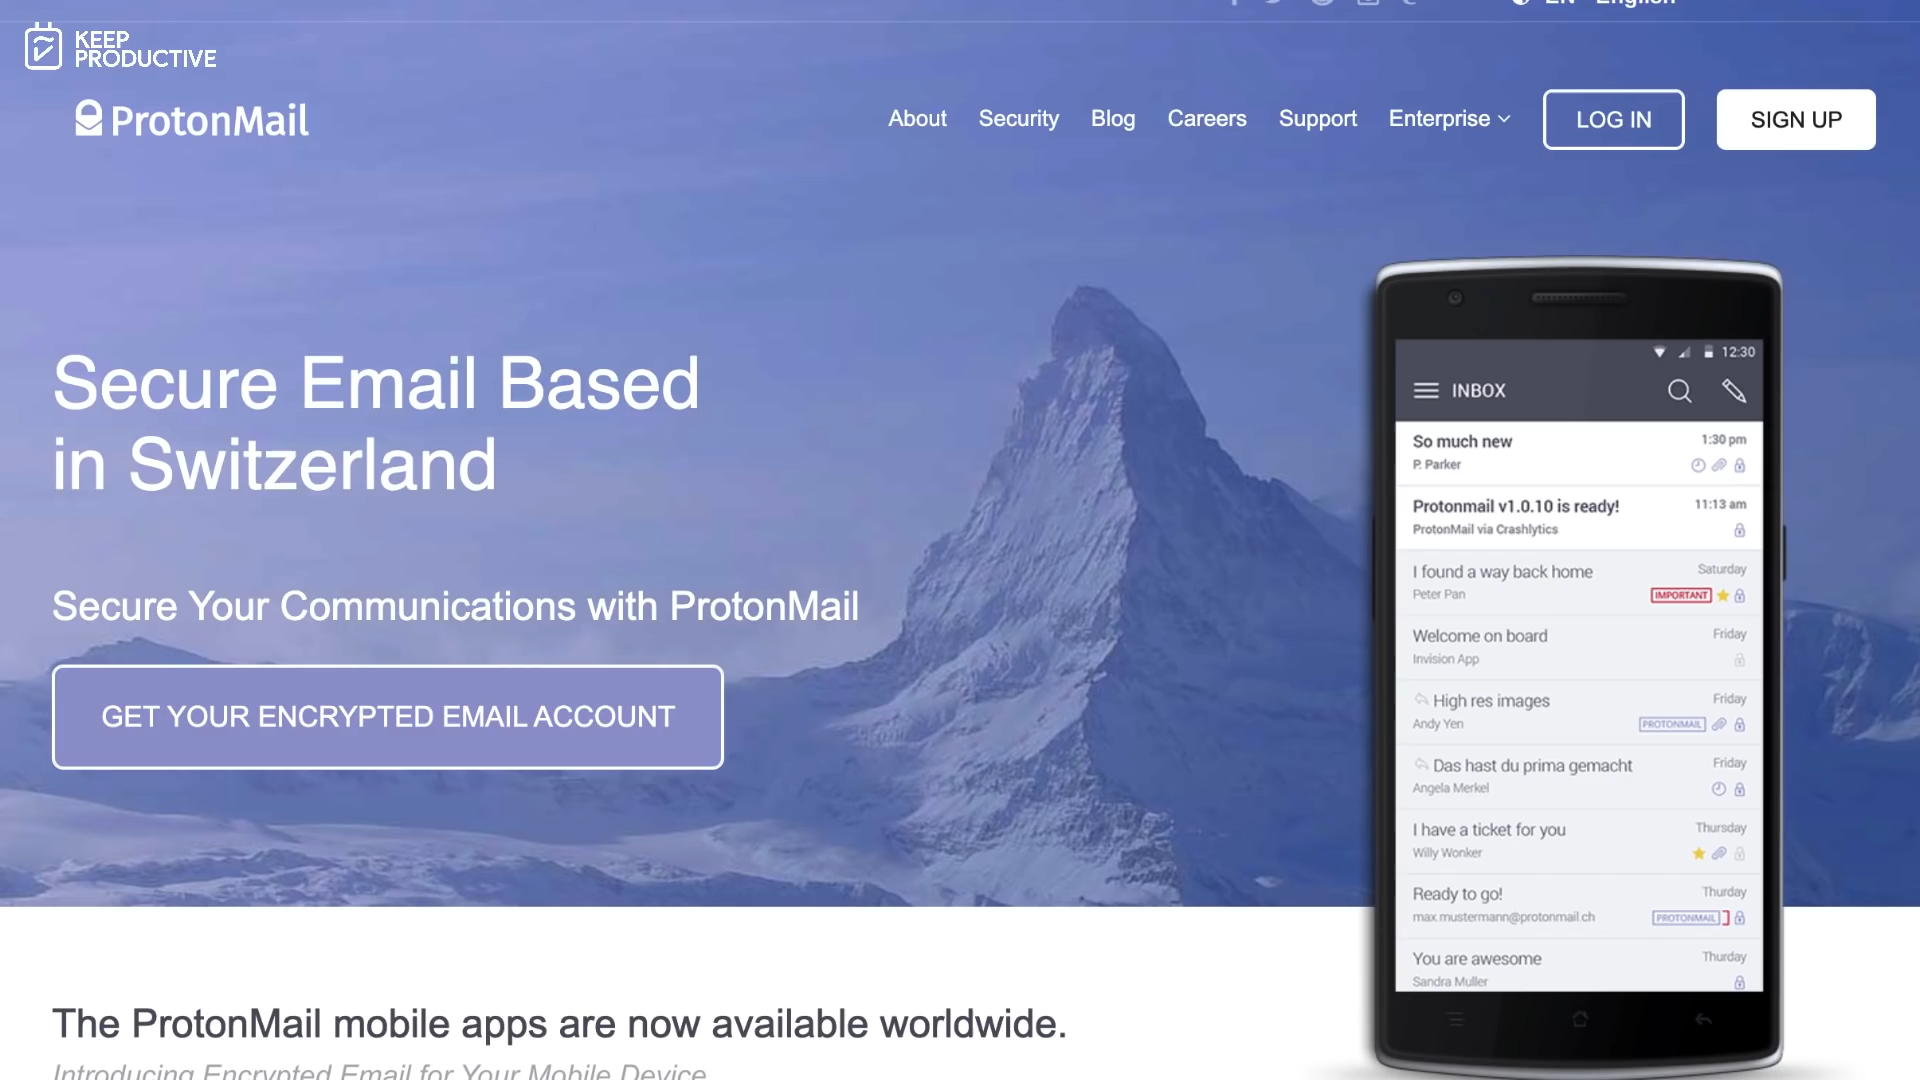 EN - English
KEEP
PRODUCTIVE
ProtonMail
About Security Blog Careers Support Enterprise LOG IN SIGN UP
Secure Email Based
in Switzerland
Secure Your Communications with ProtonMail
GET YOUR ENCRYPTED EMAIL ACCOUNT
12:30
INBOX
So much new 1:30 pm
P. Parker
Protonmail v1.0.10 is ready! 11:13 am
ProtonMail via Crashlytics
I found a way back home Saturday
Peter Pan IMPORTANT
Welcome on board Friday
Invision App
High res images Friday
Andy Yen PROTONMAIL
Das hast du prima gemacht Friday
Angela Merkel
I have a ticket for you Thursday
Willy Wonker
Ready to go! Thurday
max.mustermann@protonmail.ch PROTONMAIL
You are awesome Thurday
Sandra Muller
The ProtonMail mobile apps are now available worldwide.
Introducing Encrypted Email for Your Mobile Device